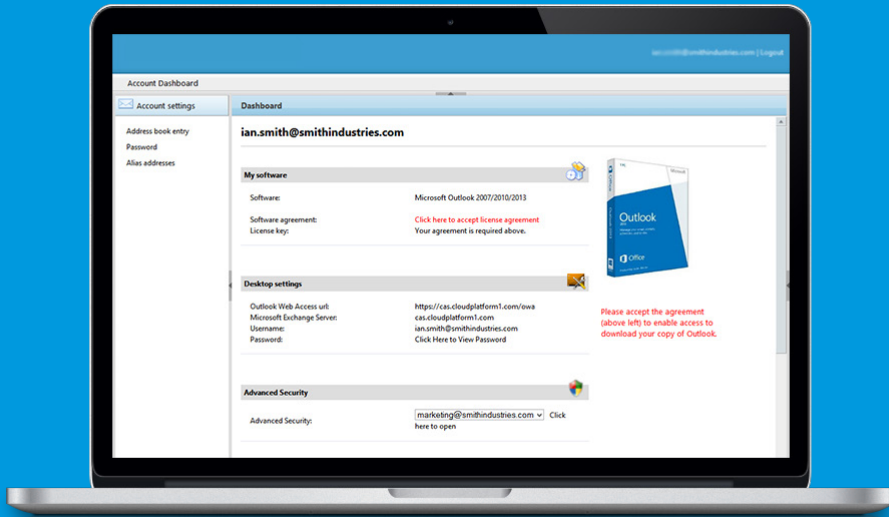 @smithindustries.com | Logout
Account Dashboard
Account settings
Dashboard
Address book entry
Password
Alias addresses
ian.smith@smithindustries.com
My software
Software: Microsoft Outlook 2007/2010/2013
Software agreement: Click here to accept license agreement
License key: Your agreement is required above.
Desktop settings
Outlook Web Access url: https://cas.cloudplatform1.com/owa
Microsoft Exchange Server: cas.cloudplatform1.com
Username: ian.smith@smithindustries.com
Password: Click Here to View Password
Advanced Security
Advanced Security: marketing@smithindustries.com Click
here to open
Microsoft
Outlook
Office
Please accept the agreement
(above left) to enable access to
download your copy of Outlook.